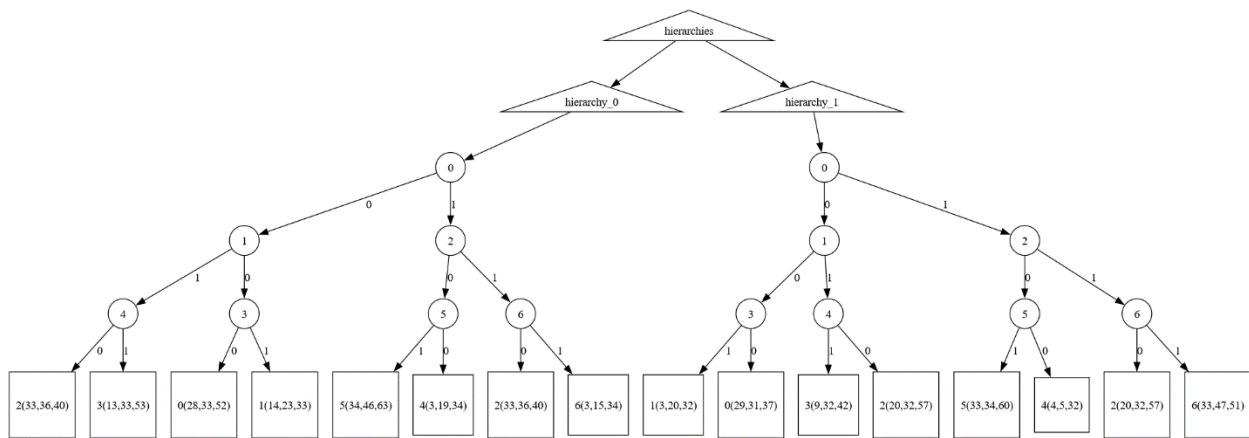 hierarchies
hierarchy_0 hierarchy_1
0 0
0 1 0 1
1 2 1 2
1 0 0 1 0 1 0 1
4 3 5 6 3 4 5 6
0 1 0 1 1 0 0 1 1 0 1 0 1 0 0 1
2(33,36,40) 3(13,33,53) 0(28,33,52) 1(14,23,33) 5(34,46,63) 4(3,19,34) 2(33,36,40) 6(3,15,34) 1(3,20,32) 0(29,31,37) 3(9,32,42) 2(20,32,57) 5(33,34,60) 4(4,5,32) 2(20,32,57) 6(33,47,51)